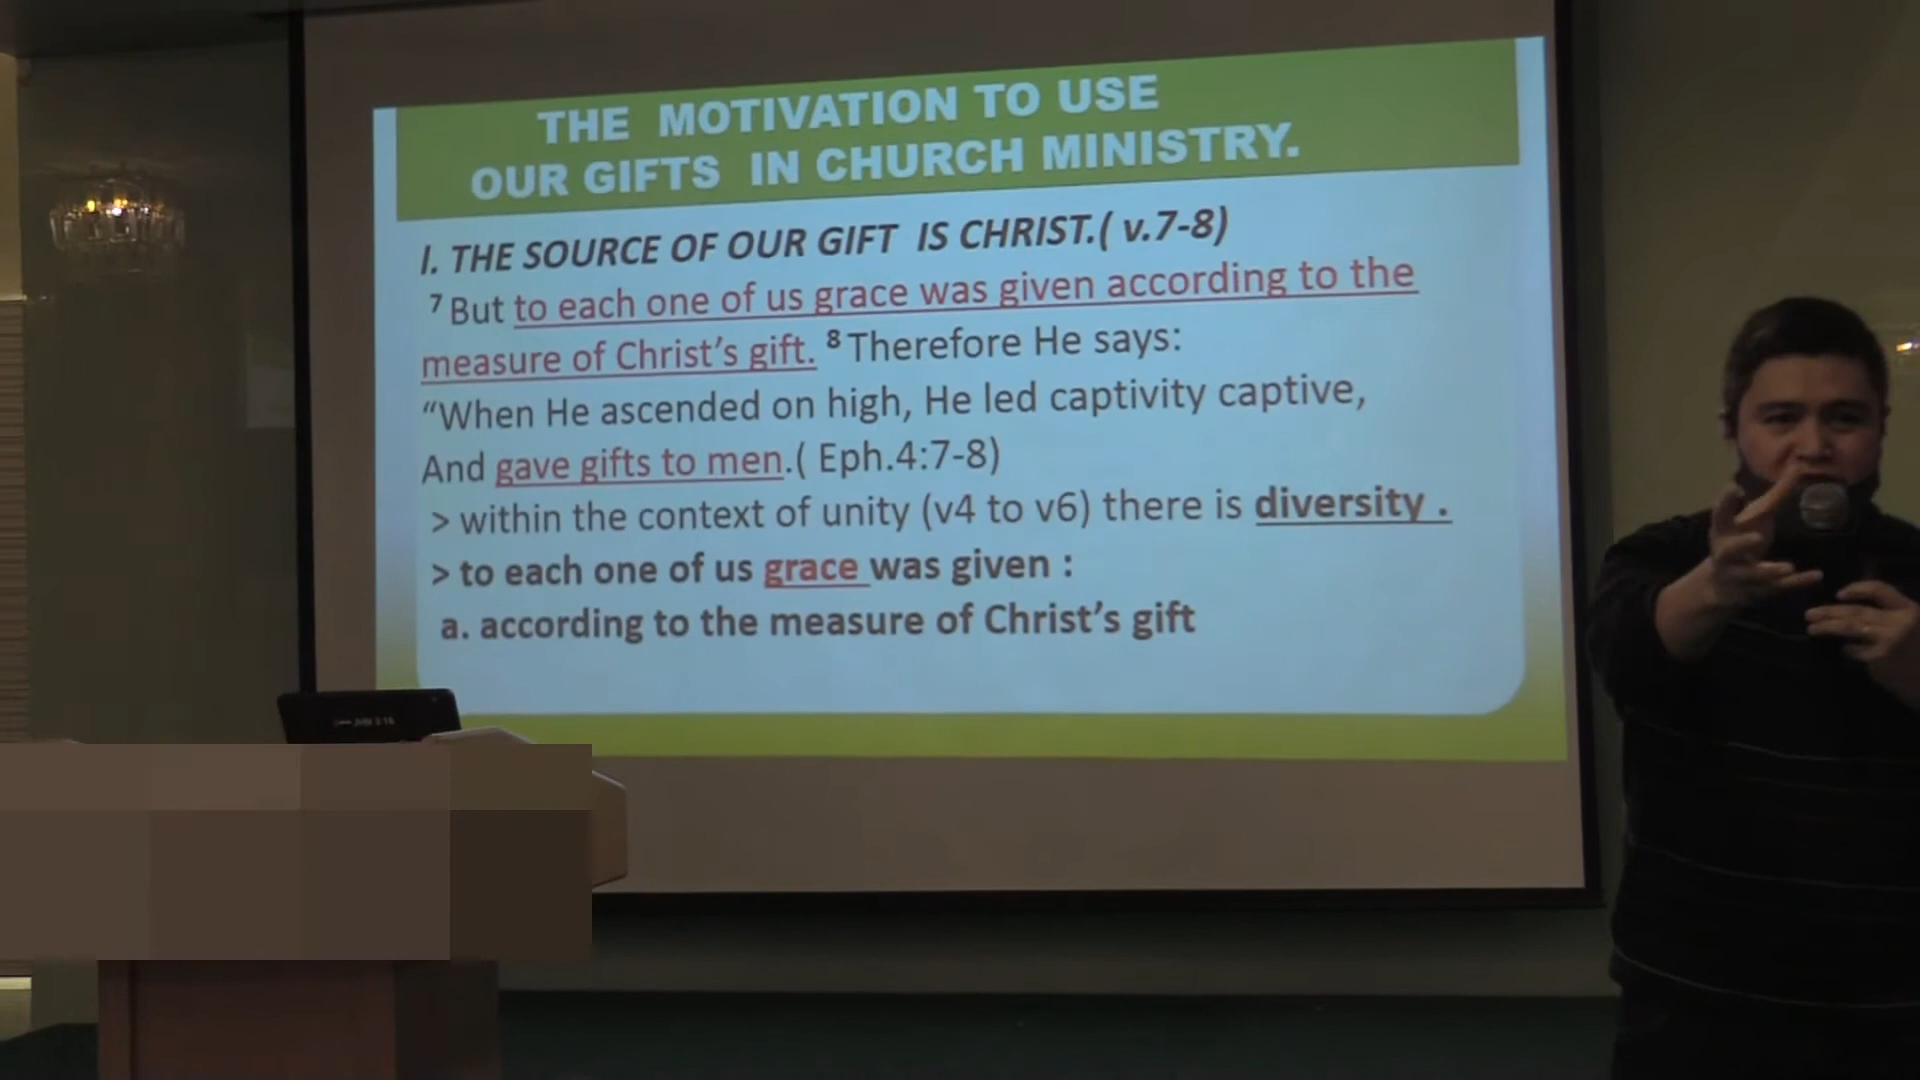 THE MOTIVATION TO USE
OUR GIFTS IN CHURCH MINISTRY.
I. THE SOURCE OF OUR GIFT IS CHRIST.( v.7-8)
⁷ But to each one of us grace was given according to the
measure of Christ’s gift. ⁸ Therefore He says:
“When He ascended on high, He led captivity captive,
And gave gifts to men.( Eph.4:7-8)
> within the context of unity (v4 to v6) there is diversity .
> to each one of us grace was given :
a. according to the measure of Christ’s gift